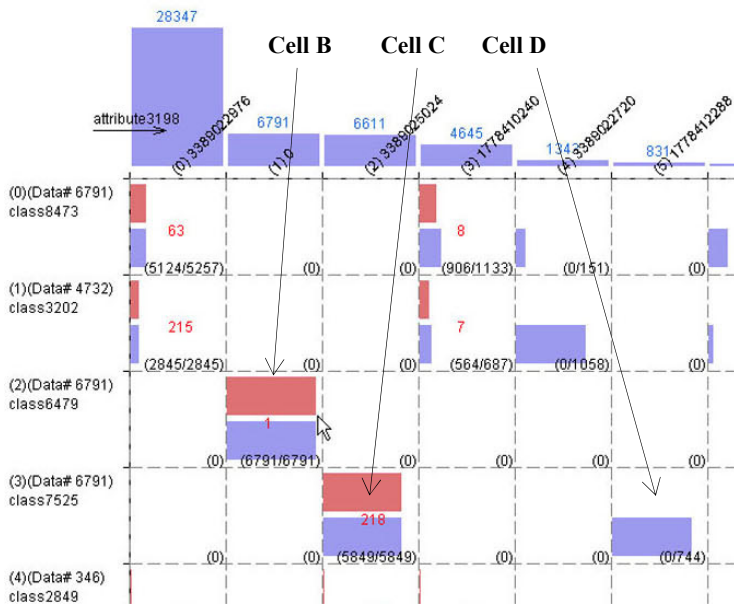 28347
Cell B Cell C Cell D
attribute3198
6791 6611 4645 1342 831
(0) 3389022976 (1) 0 (2) 3389025024 (3) 1778410240 (4) 3389022720 (5) 1778412288
(0)(Data# 6791)
class8473
63 8
(5124/5257) (0) (0) (906/1133) (0/151) (0)
(1)(Data# 4732)
class3202
215 7
(2845/2845) (0) (0) (564/687) (0/1058) (0)
(2)(Data# 6791)
class6479
1
(0) (6791/6791) (0) (0) (0) (0)
(3)(Data# 6791)
class7525
218
(0) (0) (5849/5849) (0) (0) (0/744)
(4)(Data# 346)
class2849